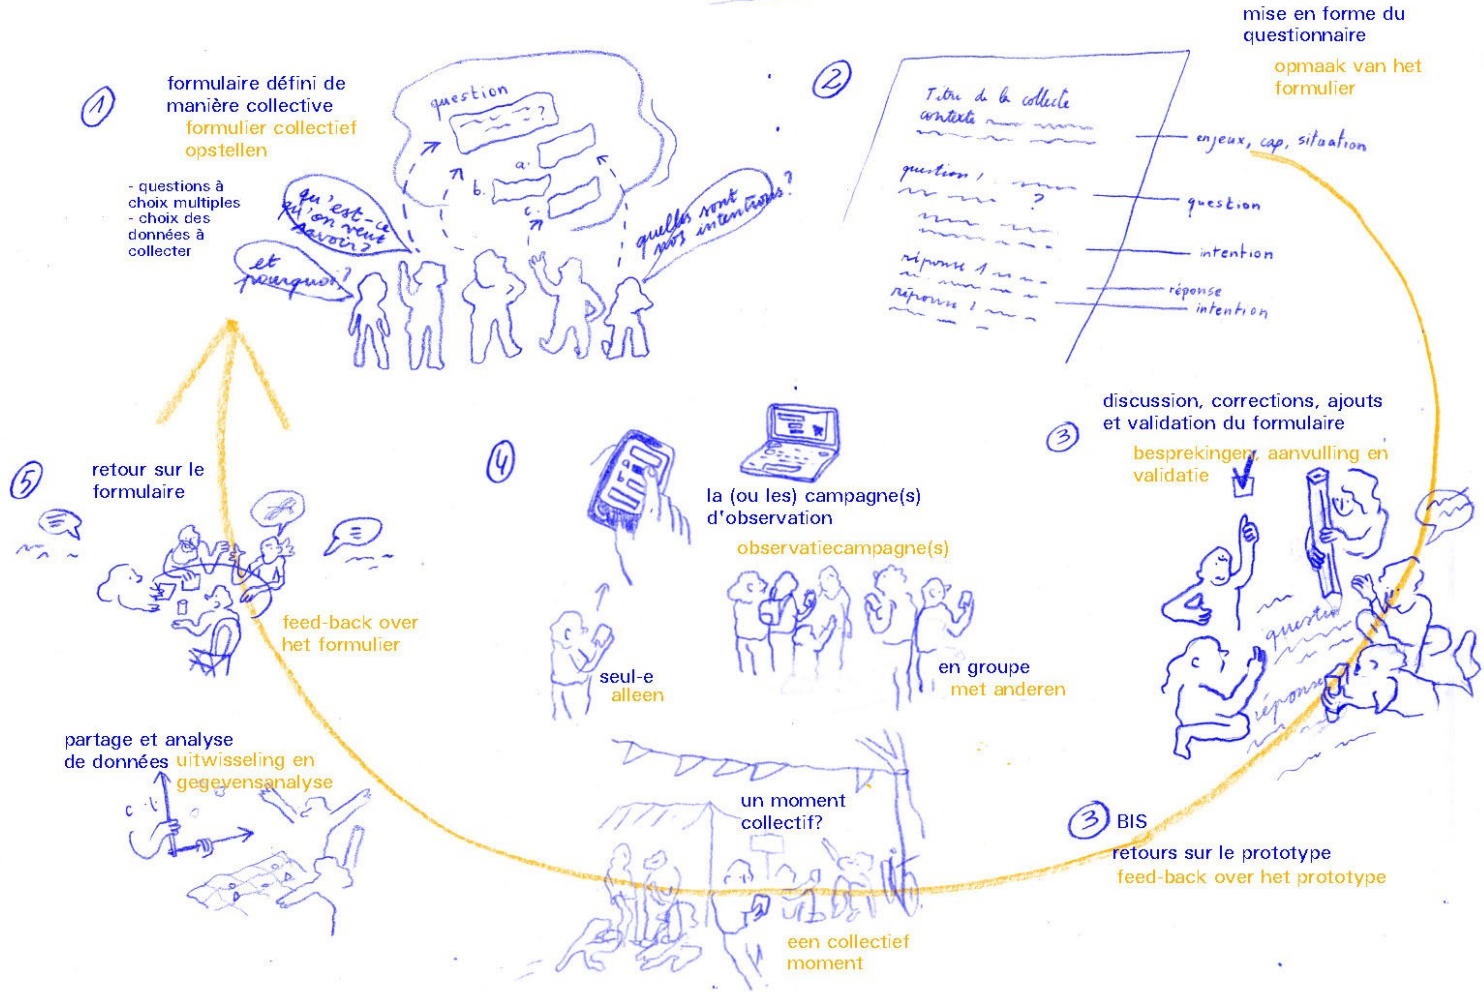 1
formulaire défini de
manière collective
formulier collectief
opstellen
- questions à
choix multiples
- choix des
données à
collecter
question
?
a.
b.
c.
qu'est-ce
qu'on veut
savoir?
et
pourquoi?
quelles sont
nos intentions?
2
mise en forme du
questionnaire
opmaak van het
formulier
Titre de la collecte
contexte
enjeux, cap, situation
question 1
?
question
intention
réponse 1
réponse
réponse 2
intention
3
discussion, corrections, ajouts
et validation du formulaire
besprekingen, aanvulling en
validatie
question
réponse
3 BIS
retours sur le prototype
feed-back over het prototype
4
la (ou les) campagne(s)
d'observation
observatiecampagne(s)
seul-e
alleen
en groupe
met anderen
un moment
collectif?
een collectief
moment
5
retour sur le
formulaire
feed-back over
het formulier
partage et analyse
de données
uitwisseling en
gegevensanalyse